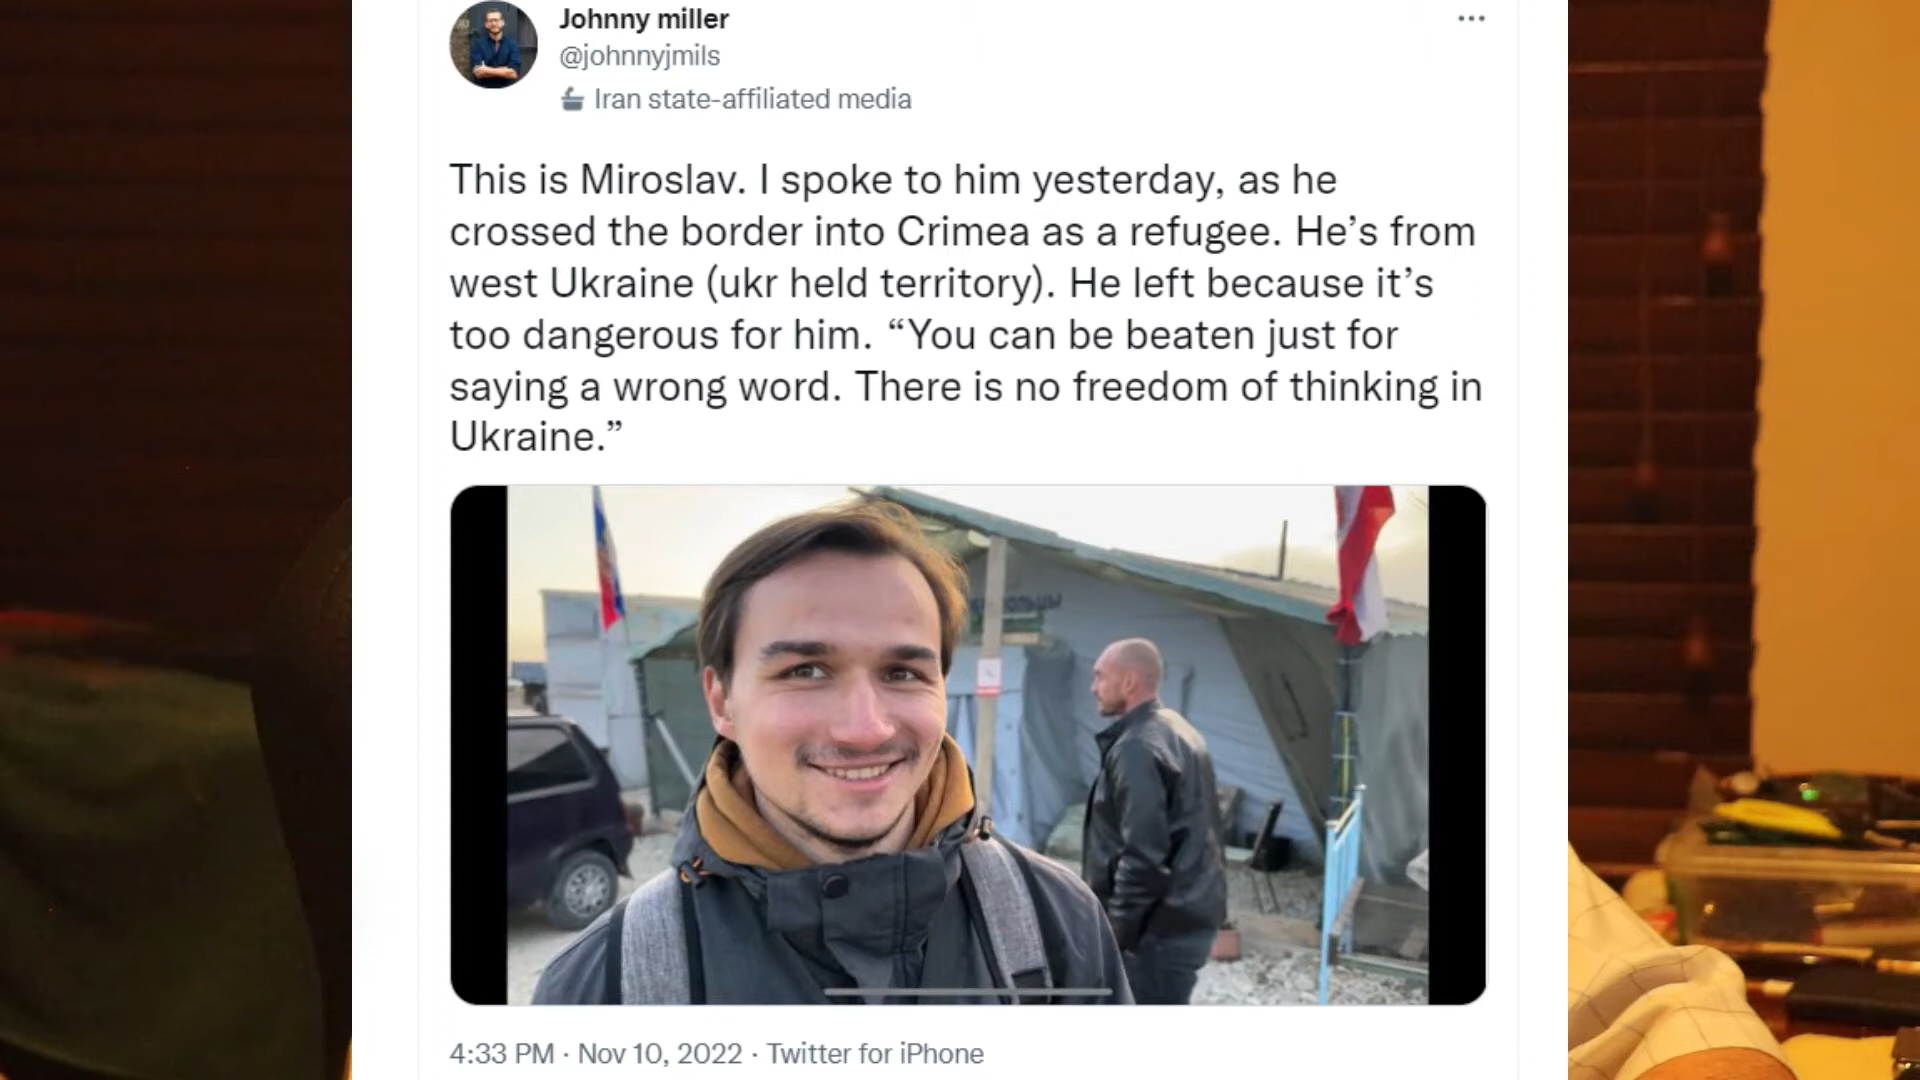 Johnny miller
@johnnyjmils
Iran state-affiliated media
This is Miroslav. I spoke to him yesterday, as he
crossed the border into Crimea as a refugee. He’s from
west Ukraine (ukr held territory). He left because it’s
too dangerous for him. “You can be beaten just for
saying a wrong word. There is no freedom of thinking in
Ukraine.”
4:33 PM · Nov 10, 2022 · Twitter for iPhone